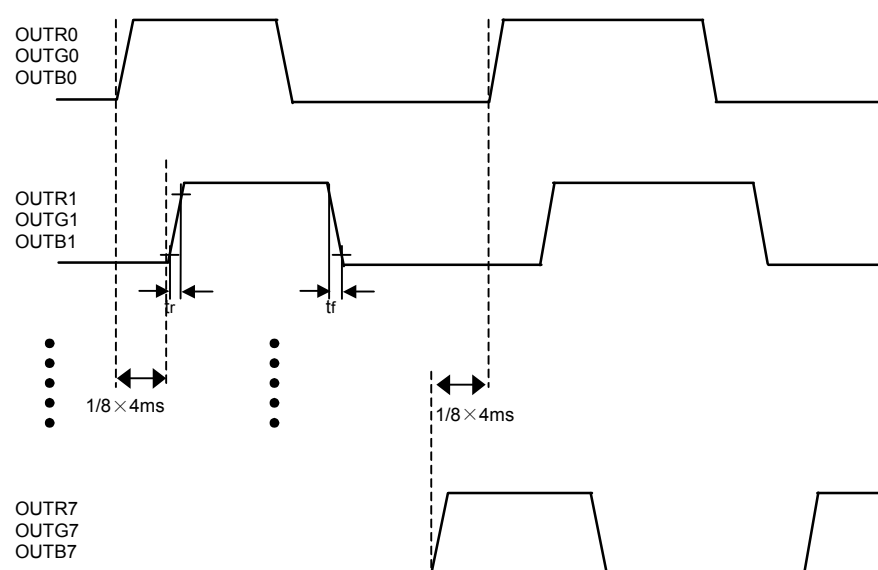 OUTR0
OUTG0
OUTB0
OUTR1
OUTG1
OUTB1
tr
tf
1/8×4ms
1/8×4ms
OUTR7
OUTG7
OUTB7